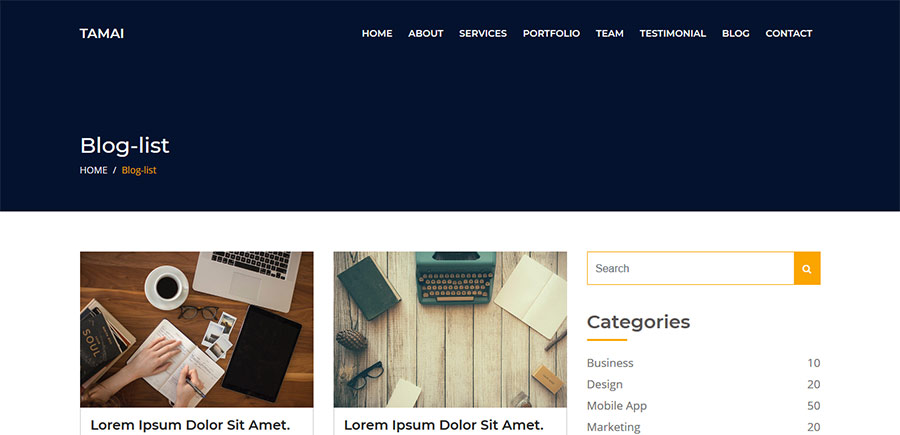 TAMAI
HOME ABOUT SERVICES PORTFOLIO TEAM TESTIMONIAL BLOG CONTACT
Blog-list
HOME / Blog-list
SOUL
Lorem Ipsum Dolor Sit Amet.
Lorem Ipsum Dolor Sit Amet.
Search
Categories
Business 10
Design 20
Mobile App 50
Marketing 20